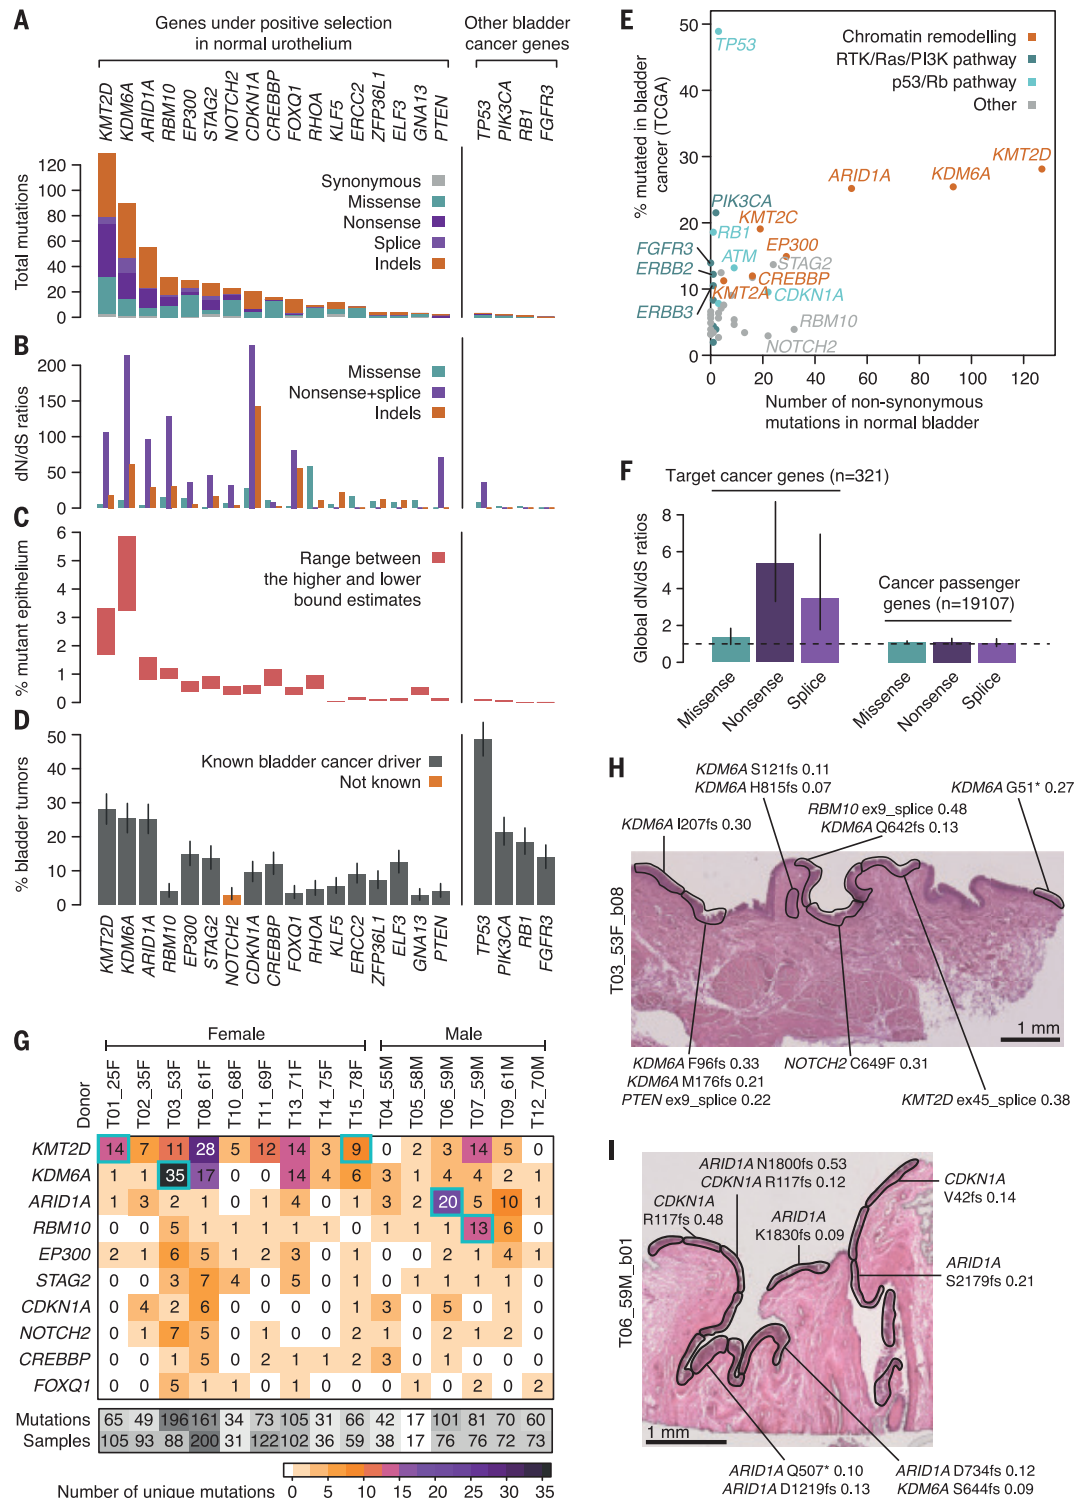 A
Genes under positive selection
in normal urothelium
Other bladder
cancer genes
KMT2D
KDM6A
ARID1A
RBM10
EP300
STAG2
NOTCH2
CDKN1A
CREBBP
FOXQ1
RHOA
KLF5
ERCC2
ZFP36L1
ELF3
GNA13
PTEN
TP53
PIK3CA
RB1
FGFR3
Total mutations
120
100
80
60
40
20
0
Synonymous
Missense
Nonsense
Splice
Indels
B
dN/dS ratios
200
150
100
50
0
Missense
Nonsense+splice
Indels
C
% mutant epithelium
6
5
4
3
2
1
0
Range between
the higher and lower
bound estimates
D
% bladder tumors
50
40
30
20
10
0
Known bladder cancer driver
Not known
KMT2D
KDM6A
ARID1A
RBM10
EP300
STAG2
NOTCH2
CDKN1A
CREBBP
FOXQ1
RHOA
KLF5
ERCC2
ZFP36L1
ELF3
GNA13
PTEN
TP53
PIK3CA
RB1
FGFR3
E
% mutated in bladder
cancer (TCGA)
50
40
30
20
10
0
Chromatin remodelling
RTK/Ras/PI3K pathway
p53/Rb pathway
Other
TP53
KMT2D
ARID1A
KDM6A
PIK3CA
KMT2C
RB1
FGFR3
EP300
ATM
STAG2
ERBB2
CREBBP
KMT2A
CDKN1A
ERBB3
RBM10
NOTCH2
0 20 40 60 80 100 120
Number of non-synonymous
mutations in normal bladder
F
Target cancer genes (n=321)
Global dN/dS ratios
8
6
4
2
0
Cancer passenger
genes (n=19107)
Missense
Nonsense
Splice
Missense
Nonsense
Splice
G
Female
Male
Donor
T01_25F
T02_35F
T03_53F
T08_61F
T10_68F
T11_69F
T13_71F
T14_75F
T15_78F
T04_55M
T05_58M
T06_59M
T07_59M
T09_61M
T12_70M
KMT2D 14 7 11 28 5 12 14 3 9 0 2 3 14 5 0
KDM6A 1 1 35 17 0 0 14 4 6 3 1 4 4 2 1
ARID1A 1 3 2 1 0 1 4 0 1 3 2 20 5 10 1
RBM10 0 0 5 1 1 1 1 0 1 1 1 1 13 6 0
EP300 2 1 6 5 1 2 3 0 1 0 0 2 1 4 1
STAG2 0 0 3 7 4 0 5 0 1 0 1 1 1 1 0
CDKN1A 0 4 2 6 0 0 0 0 2 3 0 5 0 1 0
NOTCH2 0 1 7 5 0 1 0 0 2 1 0 2 1 2 0
CREBBP 0 0 1 5 0 2 1 1 2 3 0 1 0 0 0
FOXQ1 0 0 5 1 1 0 1 0 0 0 1 0 2 0 2
Mutations 65 49 196 161 34 73 105 31 66 42 17 101 81 70 60
Samples 105 93 88 200 31 122 102 36 59 38 17 76 76 72 73
Number of unique mutations
0 5 10 15 20 25 30 35
H
KDM6A S121fs 0.11
KDM6A H815fs 0.07
KDM6A G51* 0.27
RBM10 ex9_splice 0.48
KDM6A Q642fs 0.13
KDM6A I207fs 0.30
T03_53F_b08
1 mm
KDM6A F96fs 0.33
KDM6A M176fs 0.21
PTEN ex9_splice 0.22
NOTCH2 C649F 0.31
KMT2D ex45_splice 0.38
I
ARID1A N1800fs 0.53
CDKN1A R117fs 0.12
CDKN1A
R117fs 0.48
ARID1A
K1830fs 0.09
CDKN1A
V42fs 0.14
ARID1A
S2179fs 0.21
T06_59M_b01
1 mm
ARID1A Q507* 0.10
ARID1A D1219fs 0.13
ARID1A D734fs 0.12
KDM6A S644fs 0.09